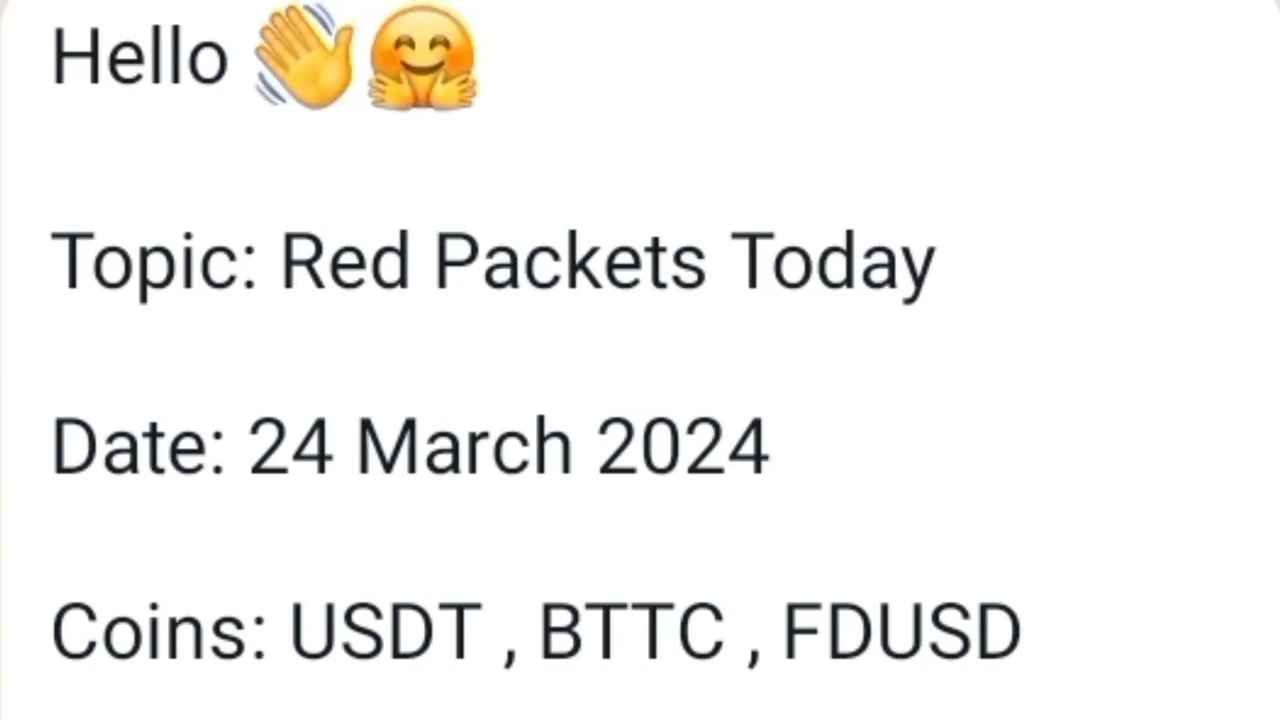 Hello 👋🤗
Topic: Red Packets Today
Date: 24 March 2024
Coins: USDT , BTTC , FDUSD